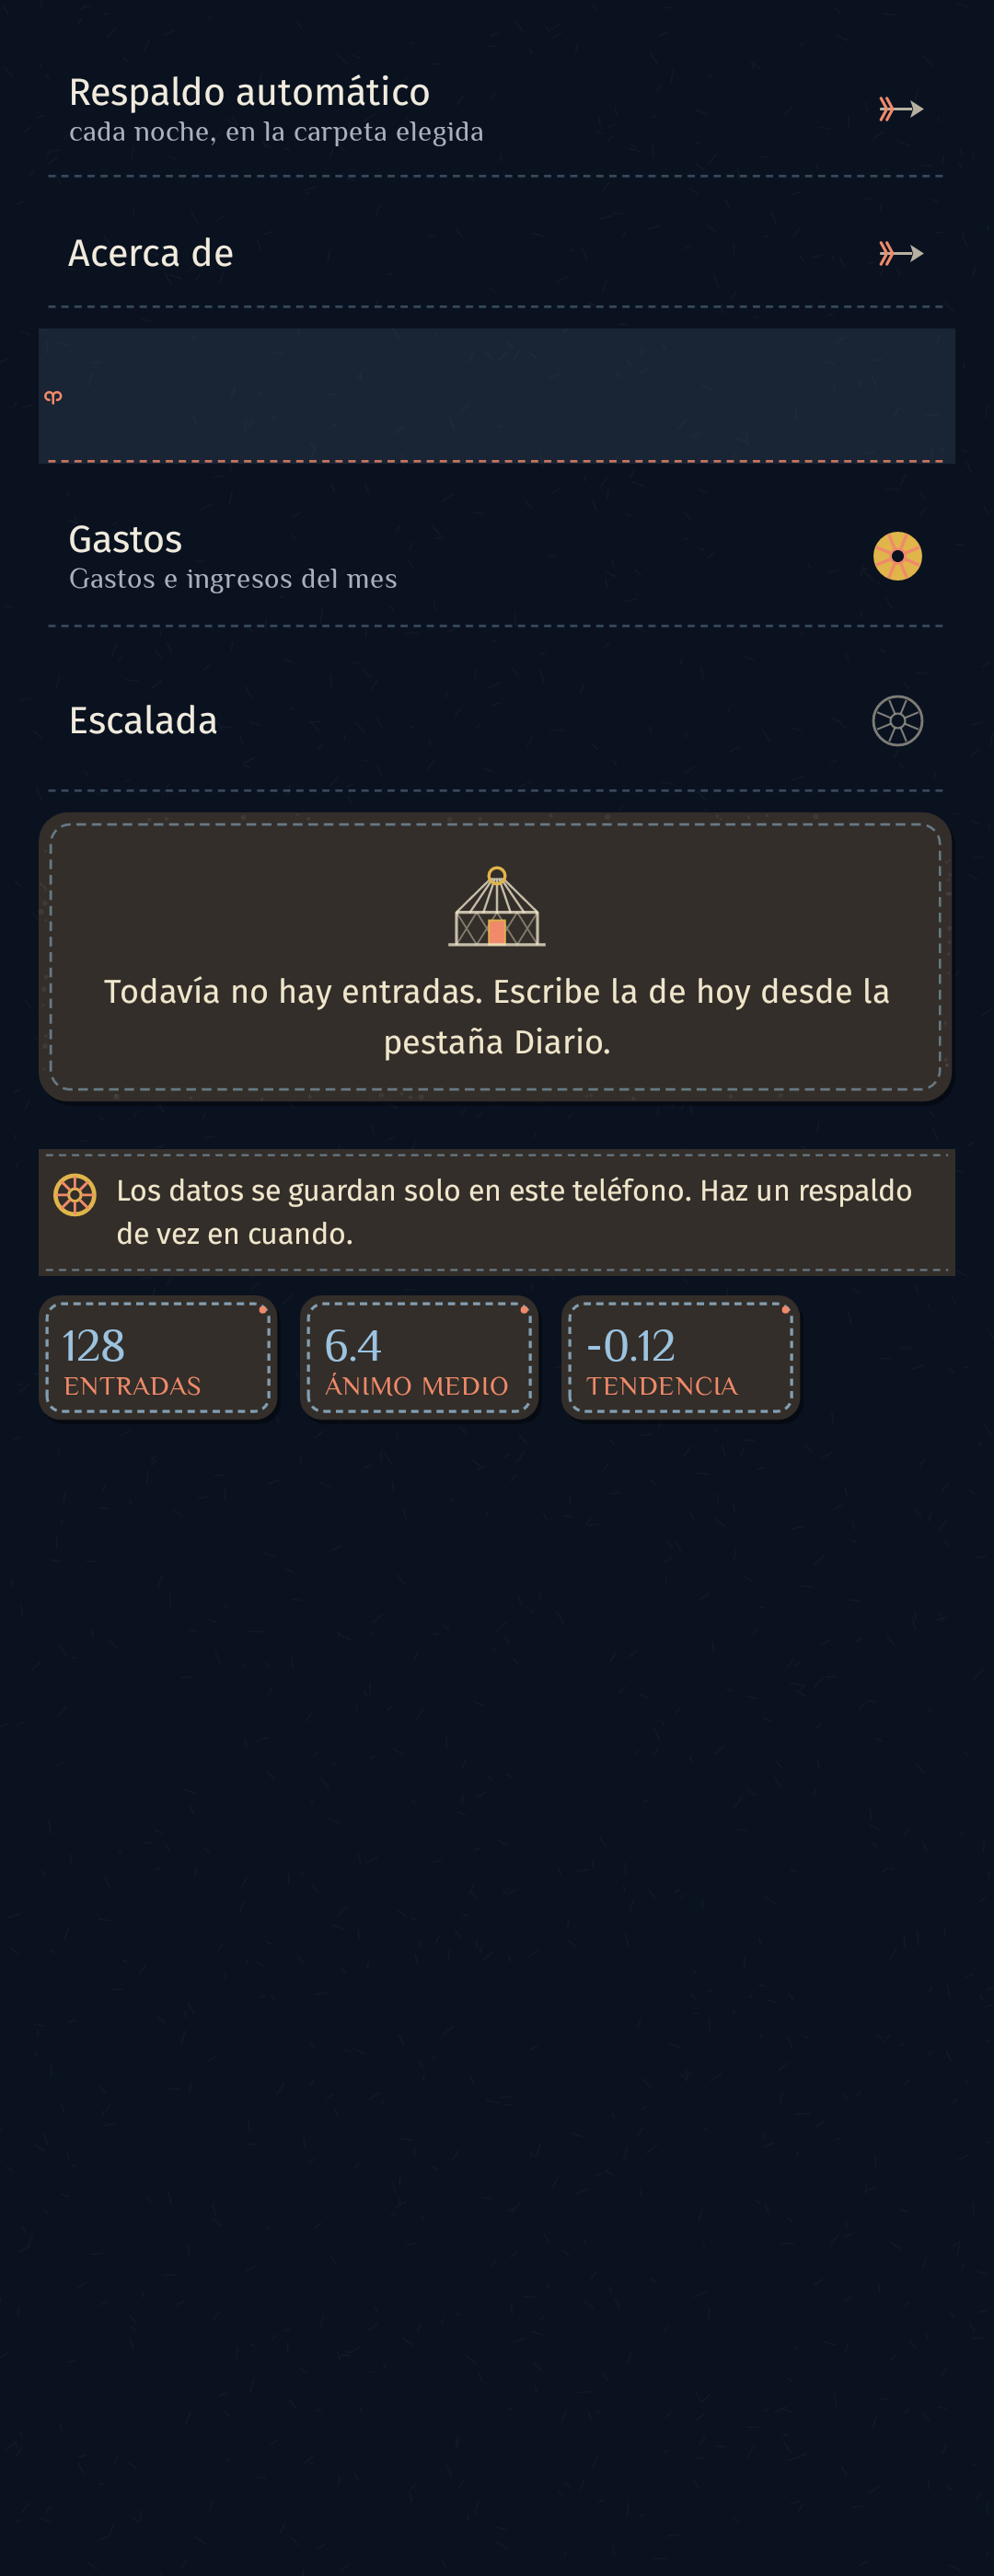 Respaldo automático
cada noche, en la carpeta elegida
Acerca de
Gastos
Gastos e ingresos del mes
Escalada
Todavía no hay entradas. Escribe la de hoy desde la
pestaña Diario.
Los datos se guardan solo en este teléfono. Haz un respaldo
de vez en cuando.
128
ENTRADAS
6.4
ÁNIMO MEDIO
-0.12
TENDENCIA